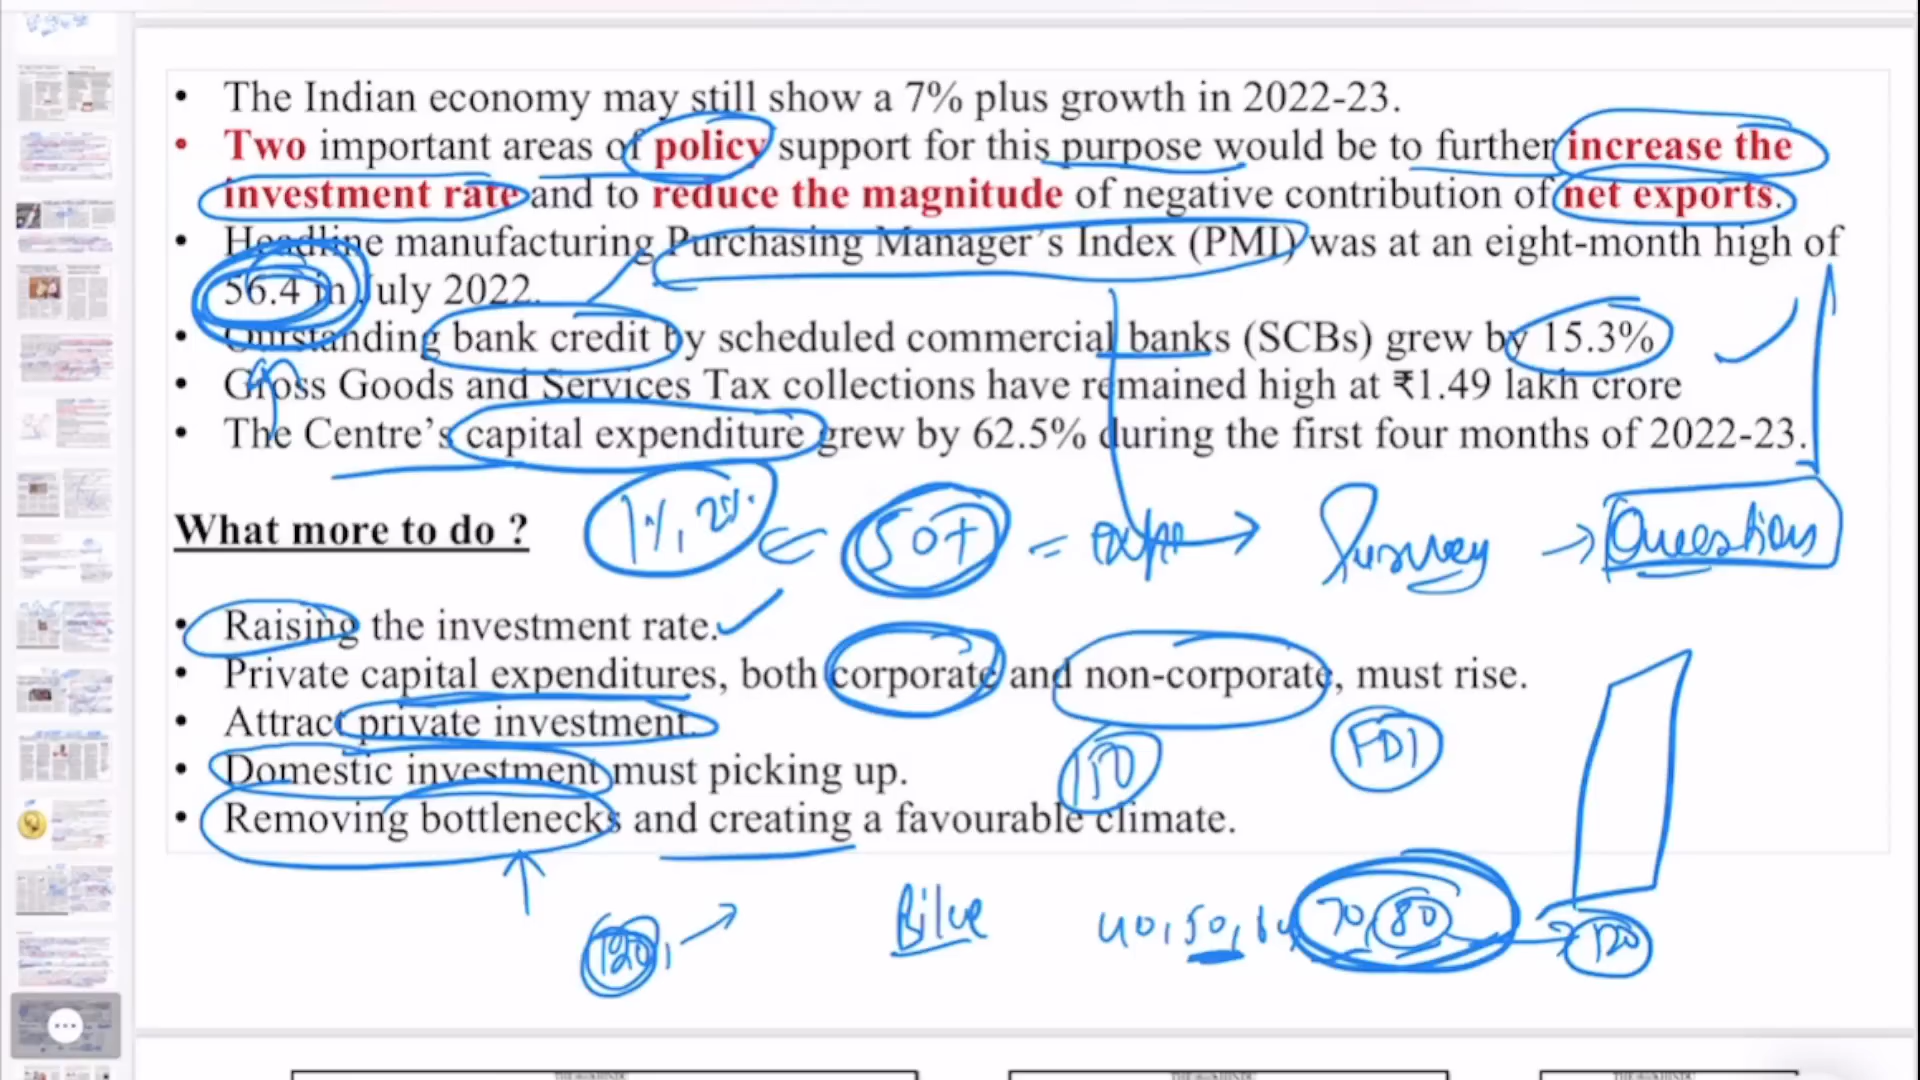 • The Indian economy may still show a 7% plus growth in 2022-23.
• Two important areas of policy support for this purpose would be to further increase the
investment rate and to reduce the magnitude of negative contribution of net exports.
• Headline manufacturing Purchasing Manager's Index (PMI) was at an eight-month high of
56.4 in July 2022.
• Outstanding bank credit by scheduled commercial banks (SCBs) grew by 15.3%
• Gross Goods and Services Tax collections have remained high at ₹1.49 lakh crore
• The Centre's capital expenditure grew by 62.5% during the first four months of 2022-23.
1%, 2%. 50+ = Survey → Question
What more to do ?
• Raising the investment rate.
• Private capital expenditures, both corporate and non-corporate, must rise.
• Attract private investment.
FDI
• Domestic investment must picking up.
• Removing bottlenecks and creating a favourable climate.
40, 50, 60, 70, 80